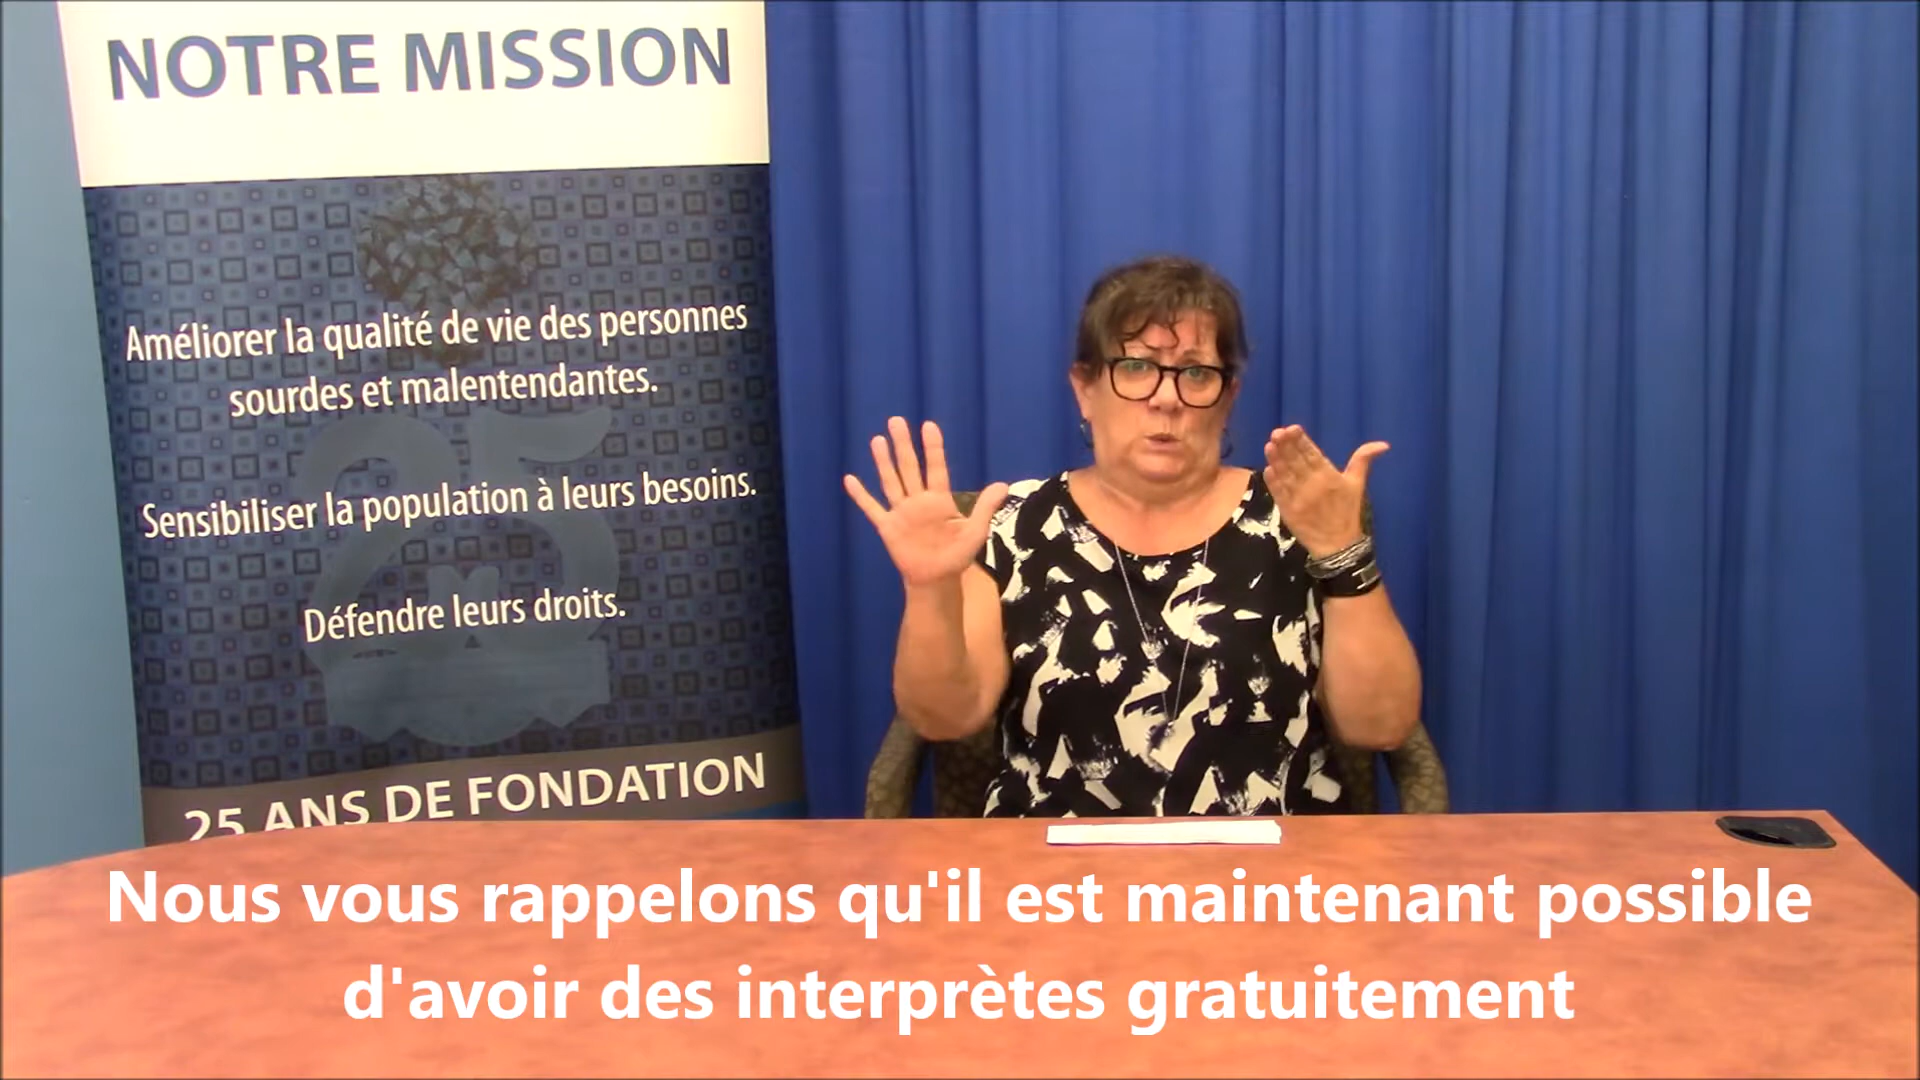 NOTRE MISSION
Améliorer la qualité de vie des personnes
sourdes et malentendantes.
Sensibiliser la population à leurs besoins.
Défendre leurs droits.
25 ANS DE FONDATION
Nous vous rappelons qu'il est maintenant possible
d'avoir des interprètes gratuitement